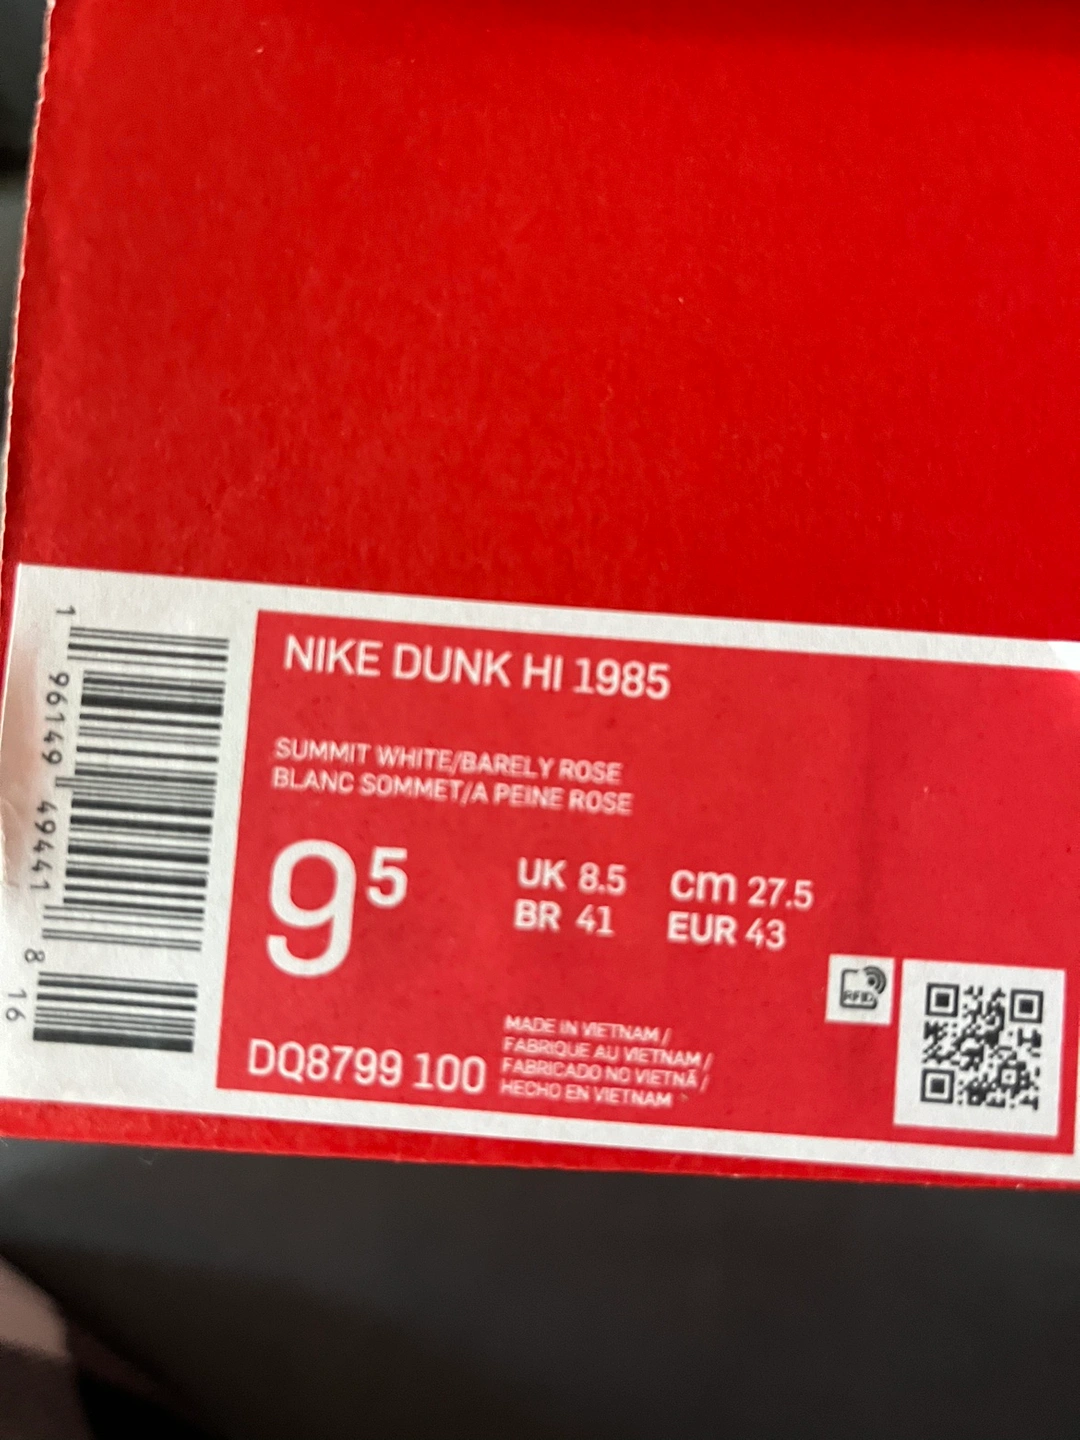 NIKE DUNK HI 1985
SUMMIT WHITE/BARELY ROSE
BLANC SOMMET/A PEINE ROSE
9⁵
UK 8.5 cm 27.5
BR 41 EUR 43
DQ8799 100
MADE IN VIETNAM /
FABRIQUE AU VIETNAM /
FABRICADO NO VIETNÃ /
HECHO EN VIETNAM
RFID
1 96149 49441 8 16